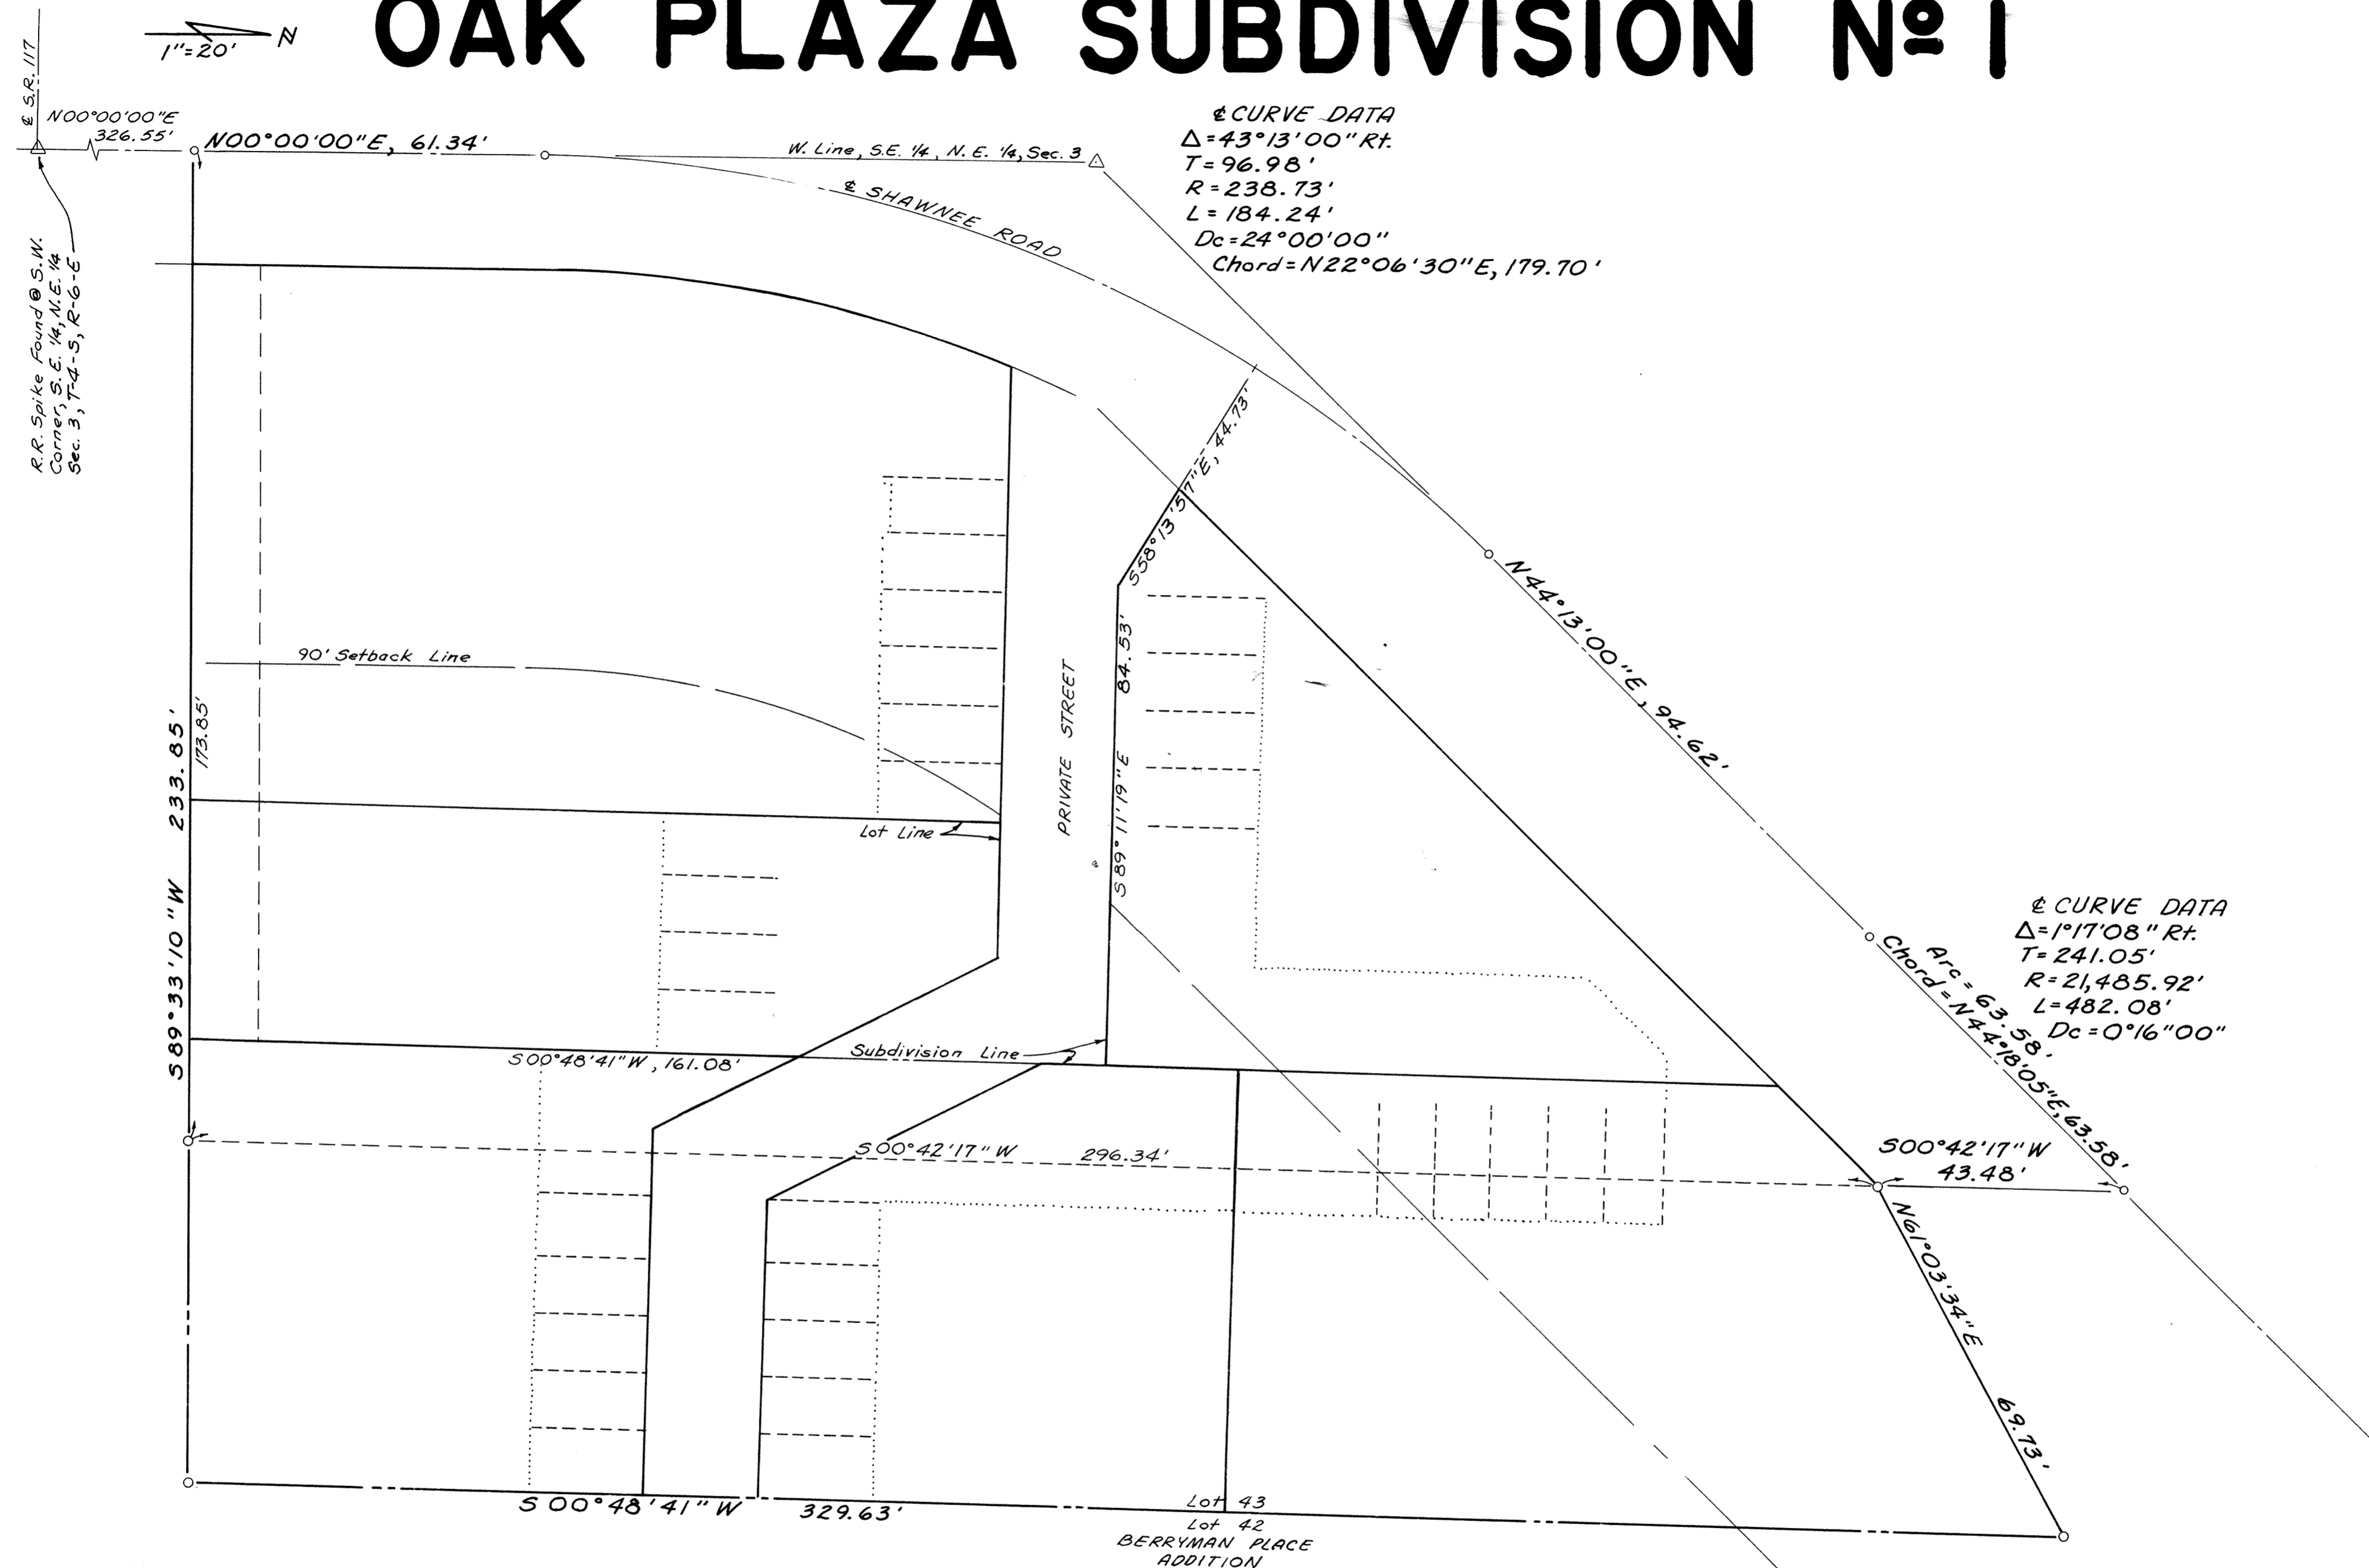 OAK PLAZA SUBDIVISION Nº 1
N
1"=20'
℄ S.R. 117
N00°00'00"E
326.55'
N00°00'00"E, 61.34'
W. Line, S.E. 1/4, N.E. 1/4, Sec. 3
℄ CURVE DATA
Δ=43°13'00" Rt.
T=96.98'
R=238.73'
L=184.24'
Dc=24°00'00"
Chord=N22°06'30"E, 179.70'
℄ SHAWNEE ROAD
R.R. Spike Found @ S.W.
Corner, S.E. 1/4, N.E. 1/4
Sec. 3, T-4-S, R-6-E
S58°13'57"E, 44.73'
N44°13'00"E, 94.62'
90' Setback Line
S89°33'10"W 233.85'
173.85'
PRIVATE STREET
S89°11'19"E 84.53'
Lot Line
℄ CURVE DATA
Δ=1°17'08" Rt.
T=241.05'
R=21,485.92'
L=482.08'
Dc=0°16"00"
Arc=63.58'
Chord=N44°18'05"E, 63.58'
Subdivision Line
S00°48'41"W, 161.08'
S00°42'17"W 296.34'
S00°42'17"W
43.48'
N61°03'34"E 69.73'
S00°48'41"W 329.63'
Lot 43
Lot 42
BERRYMAN PLACE
ADDITION